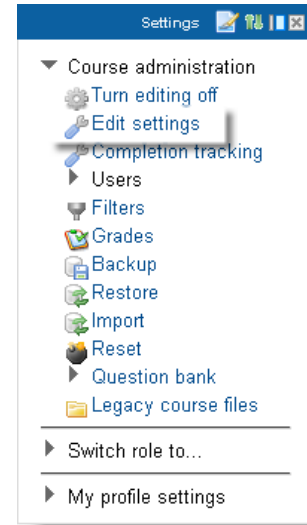 Settings
Course administration
Turn editing off
Edit settings
Completion tracking
Users
Filters
Grades
Backup
Restore
Import
Reset
Question bank
Legacy course files
Switch role to...
My profile settings